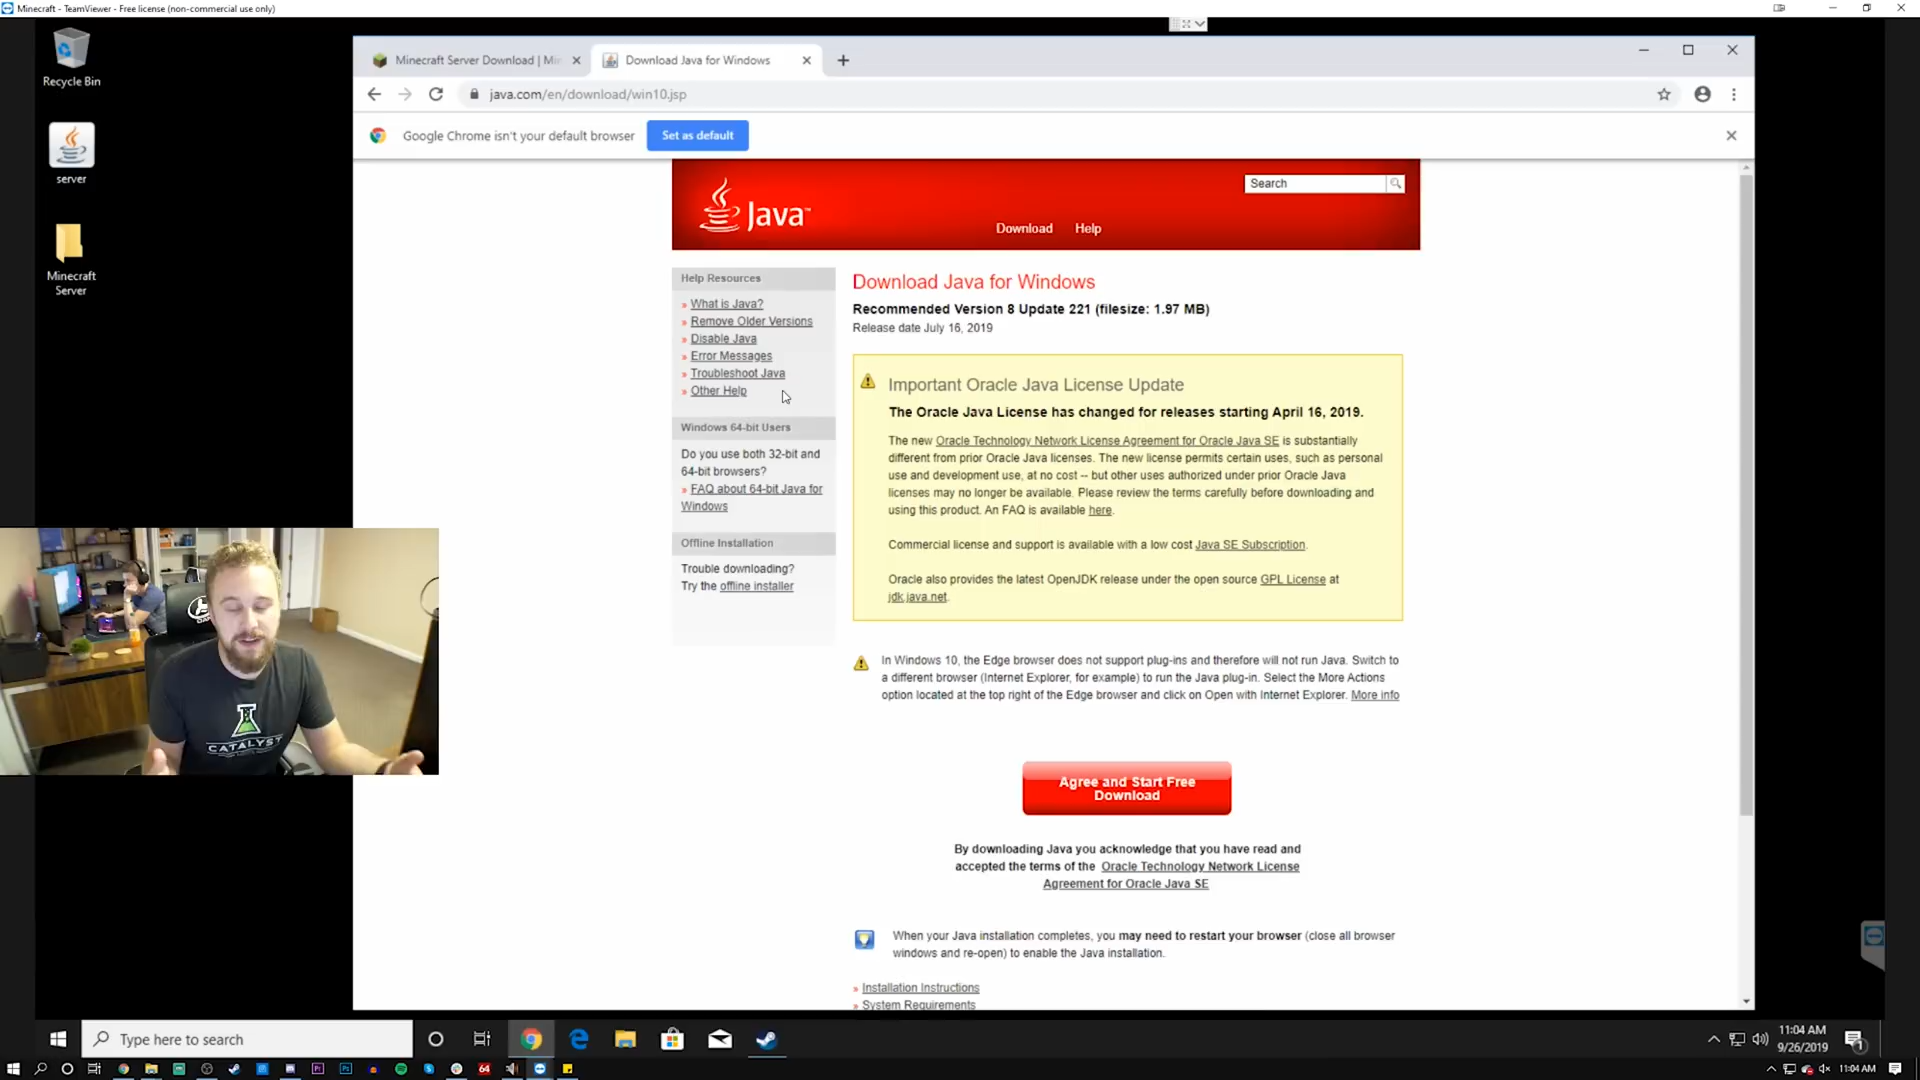 Minecraft - TeamViewer - Free license (non-commercial use only)
Recycle Bin
server
Minecraft
Server
Minecraft Server Download | Min
Download Java for Windows
java.com/en/download/win10.jsp
Google Chrome isn't your default browser
Set as default
Java™
Search
Download
Help
Help Resources
» What is Java?
» Remove Older Versions
» Disable Java
» Error Messages
» Troubleshoot Java
» Other Help
Windows 64-bit Users
Do you use both 32-bit and
64-bit browsers?
» FAQ about 64-bit Java for
Windows
Offline Installation
Trouble downloading?
Try the offline installer
Download Java for Windows
Recommended Version 8 Update 221 (filesize: 1.97 MB)
Release date July 16, 2019
Important Oracle Java License Update
The Oracle Java License has changed for releases starting April 16, 2019.
The new Oracle Technology Network License Agreement for Oracle Java SE is substantially
different from prior Oracle Java licenses. The new license permits certain uses, such as personal
use and development use, at no cost -- but other uses authorized under prior Oracle Java
licenses may no longer be available. Please review the terms carefully before downloading and
using this product. An FAQ is available here.
Commercial license and support is available with a low cost Java SE Subscription.
Oracle also provides the latest OpenJDK release under the open source GPL License at
jdk.java.net.
In Windows 10, the Edge browser does not support plug-ins and therefore will not run Java. Switch to
a different browser (Internet Explorer, for example) to run the Java plug-in. Select the More Actions
option located at the top right of the Edge browser and click on Open with Internet Explorer. More info
Agree and Start Free
Download
By downloading Java you acknowledge that you have read and
accepted the terms of the Oracle Technology Network License
Agreement for Oracle Java SE
When your Java installation completes, you may need to restart your browser (close all browser
windows and re-open) to enable the Java installation.
» Installation Instructions
» System Requirements
CATALYST
Type here to search
11:04 AM
9/26/2019
1
64
11:04 AM